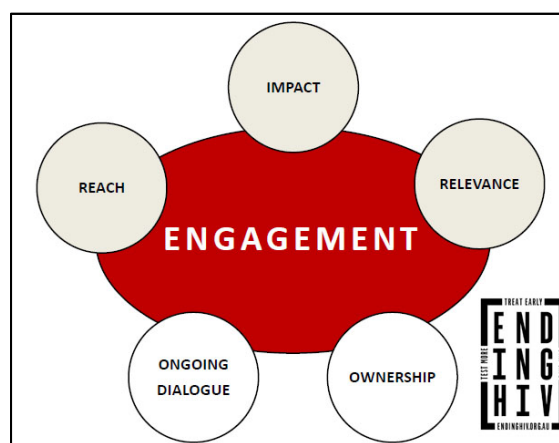 IMPACT
REACH
RELEVANCE
ENGAGEMENT
ONGOING
DIALOGUE
OWNERSHIP
TREAT EARLY
TEST MORE
END
ING
HIV
ENDINGHIV.ORG.AU